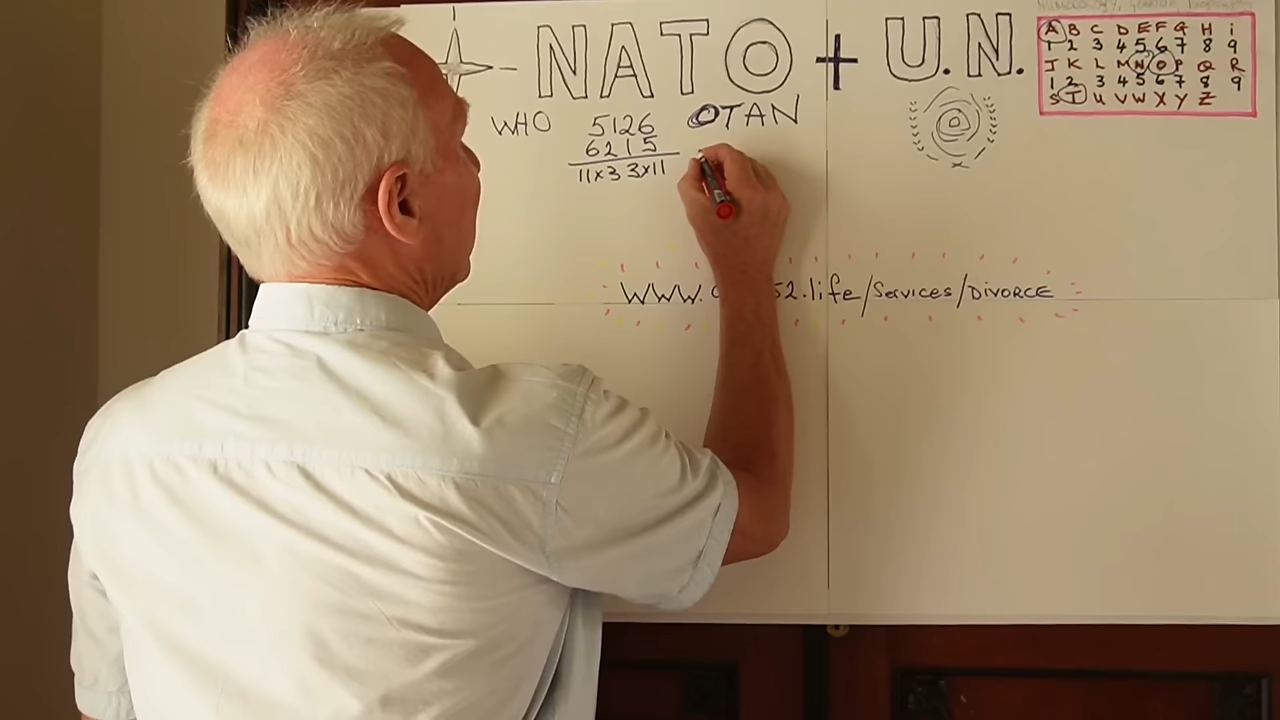 NATO + U.N.
WHO 5126 OTAN
6215
11x3 3x11
www. 52.life/Services/DIVORCE
A B C D E F G H i
1 2 3 4 5 6 7 8 9
J K L M N O P Q R
1 2 3 4 5 6 7 8 9
S T U V W X Y Z